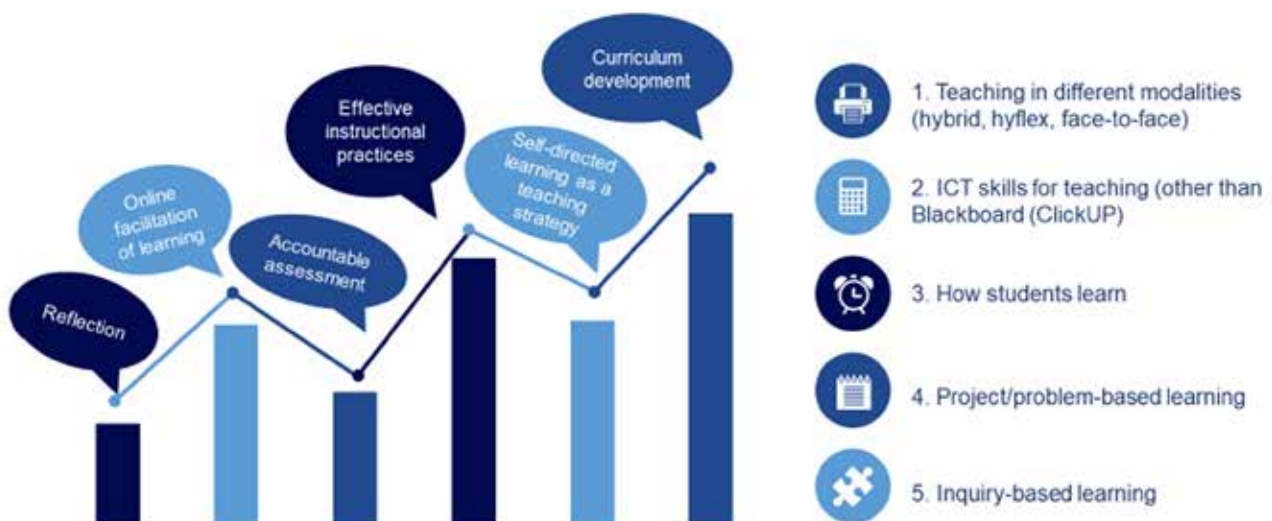 Reflection
Online
facilitation
of learning
Accountable
assessment
Effective
instructional
practices
Self-directed
learning as a
teaching
strategy
Curriculum
development
1. Teaching in different modalities
(hybrid, hyflex, face-to-face)
2. ICT skills for teaching (other than
Blackboard (ClickUP)
3. How students learn
4. Project/problem-based learning
5. Inquiry-based learning